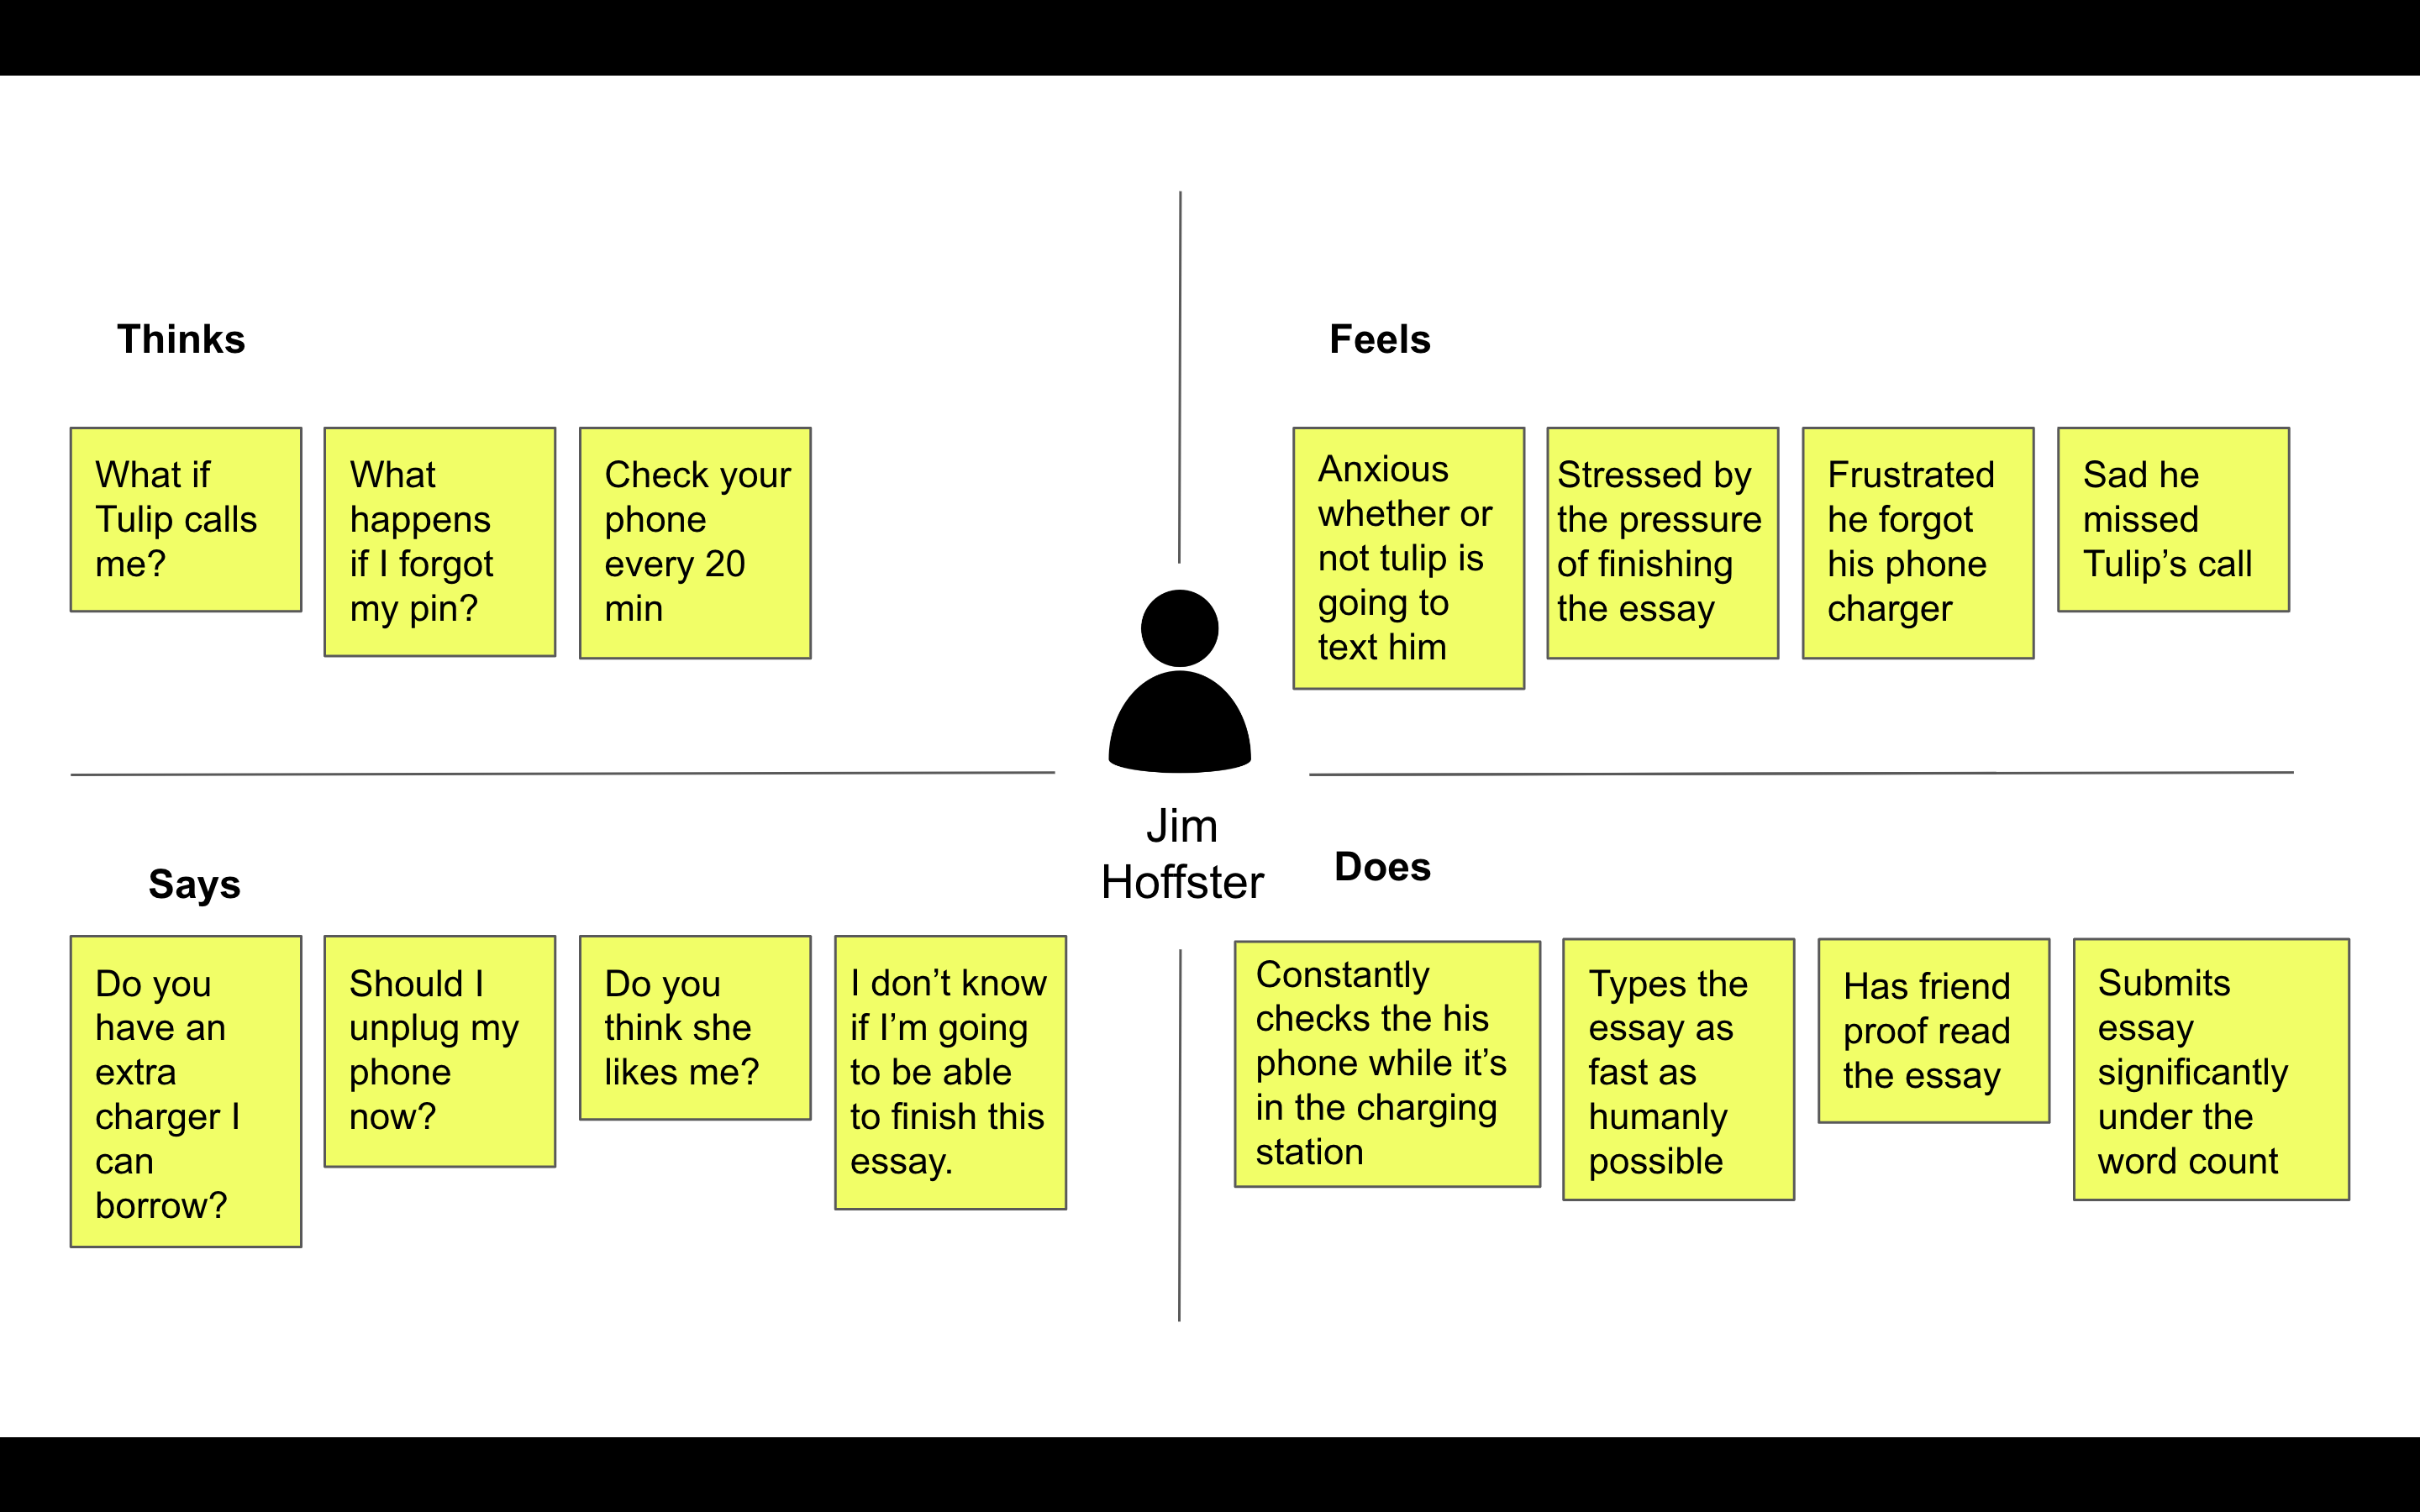 Thinks
What if
Tulip calls
me?
What
happens
if I forgot
my pin?
Check your
phone
every 20
min
Feels
Anxious
whether or
not tulip is
going to
text him
Stressed by
the pressure
of finishing
the essay
Frustrated
he forgot
his phone
charger
Sad he
missed
Tulip’s call
Jim
Hoffster
Says
Do you
have an
extra
charger I
can
borrow?
Should I
unplug my
phone
now?
Do you
think she
likes me?
I don’t know
if I’m going
to be able
to finish this
essay.
Does
Constantly
checks the his
phone while it’s
in the charging
station
Types the
essay as
fast as
humanly
possible
Has friend
proof read
the essay
Submits
essay
significantly
under the
word count